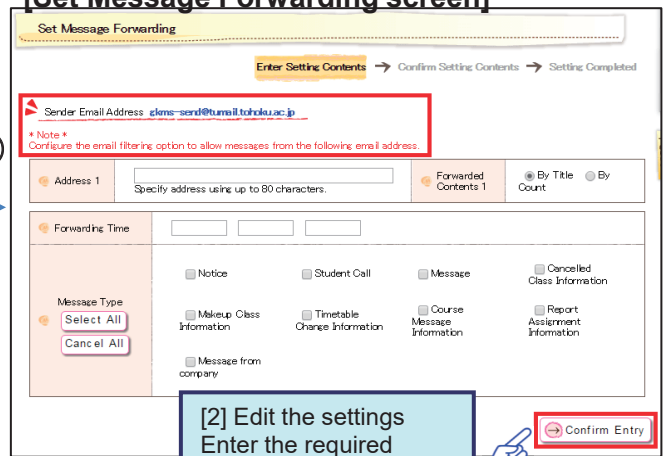 [Set Message Forwarding screen]
Set Message Forwarding
Enter Setting Contents → Confirm Setting Contents → Setting Completed
Sender Email Address gkms-send@tumail.tohoku.ac.jp
* Note *
Configure the email filtering option to allow messages from the following email address.
)
Address 1
Specify address using up to 80 characters.
Forwarded Contents 1
By Title By Count
Forwarding Time
Message Type
Select All
Cancel All
Notice
Student Call
Message
Cancelled Class Information
Makeup Class Information
Timetable Change Information
Course Message Information
Report Assignment Information
Message from company
[2] Edit the settings
Enter the required
Confirm Entry